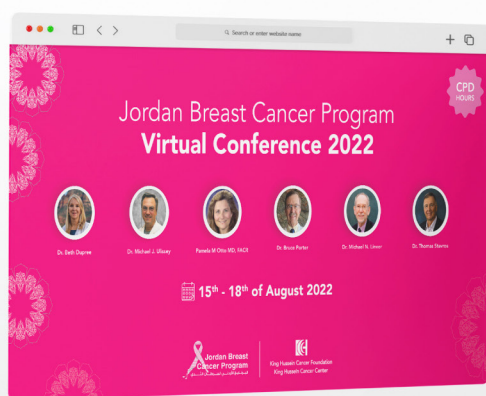 Search or enter website name
CPD
HOURS
Jordan Breast Cancer Program
Virtual Conference 2022
Dr. Beth Dupree
Dr. Michael J. Ulissey
Pamela M Otto MD, FACR
Dr. Bruce Porter
Dr. Michael N. Linver
Dr. Thomas Stavros
15th - 18th of August 2022
Jordan Breast
Cancer Program
King Hussein Cancer Foundation
King Hussein Cancer Center